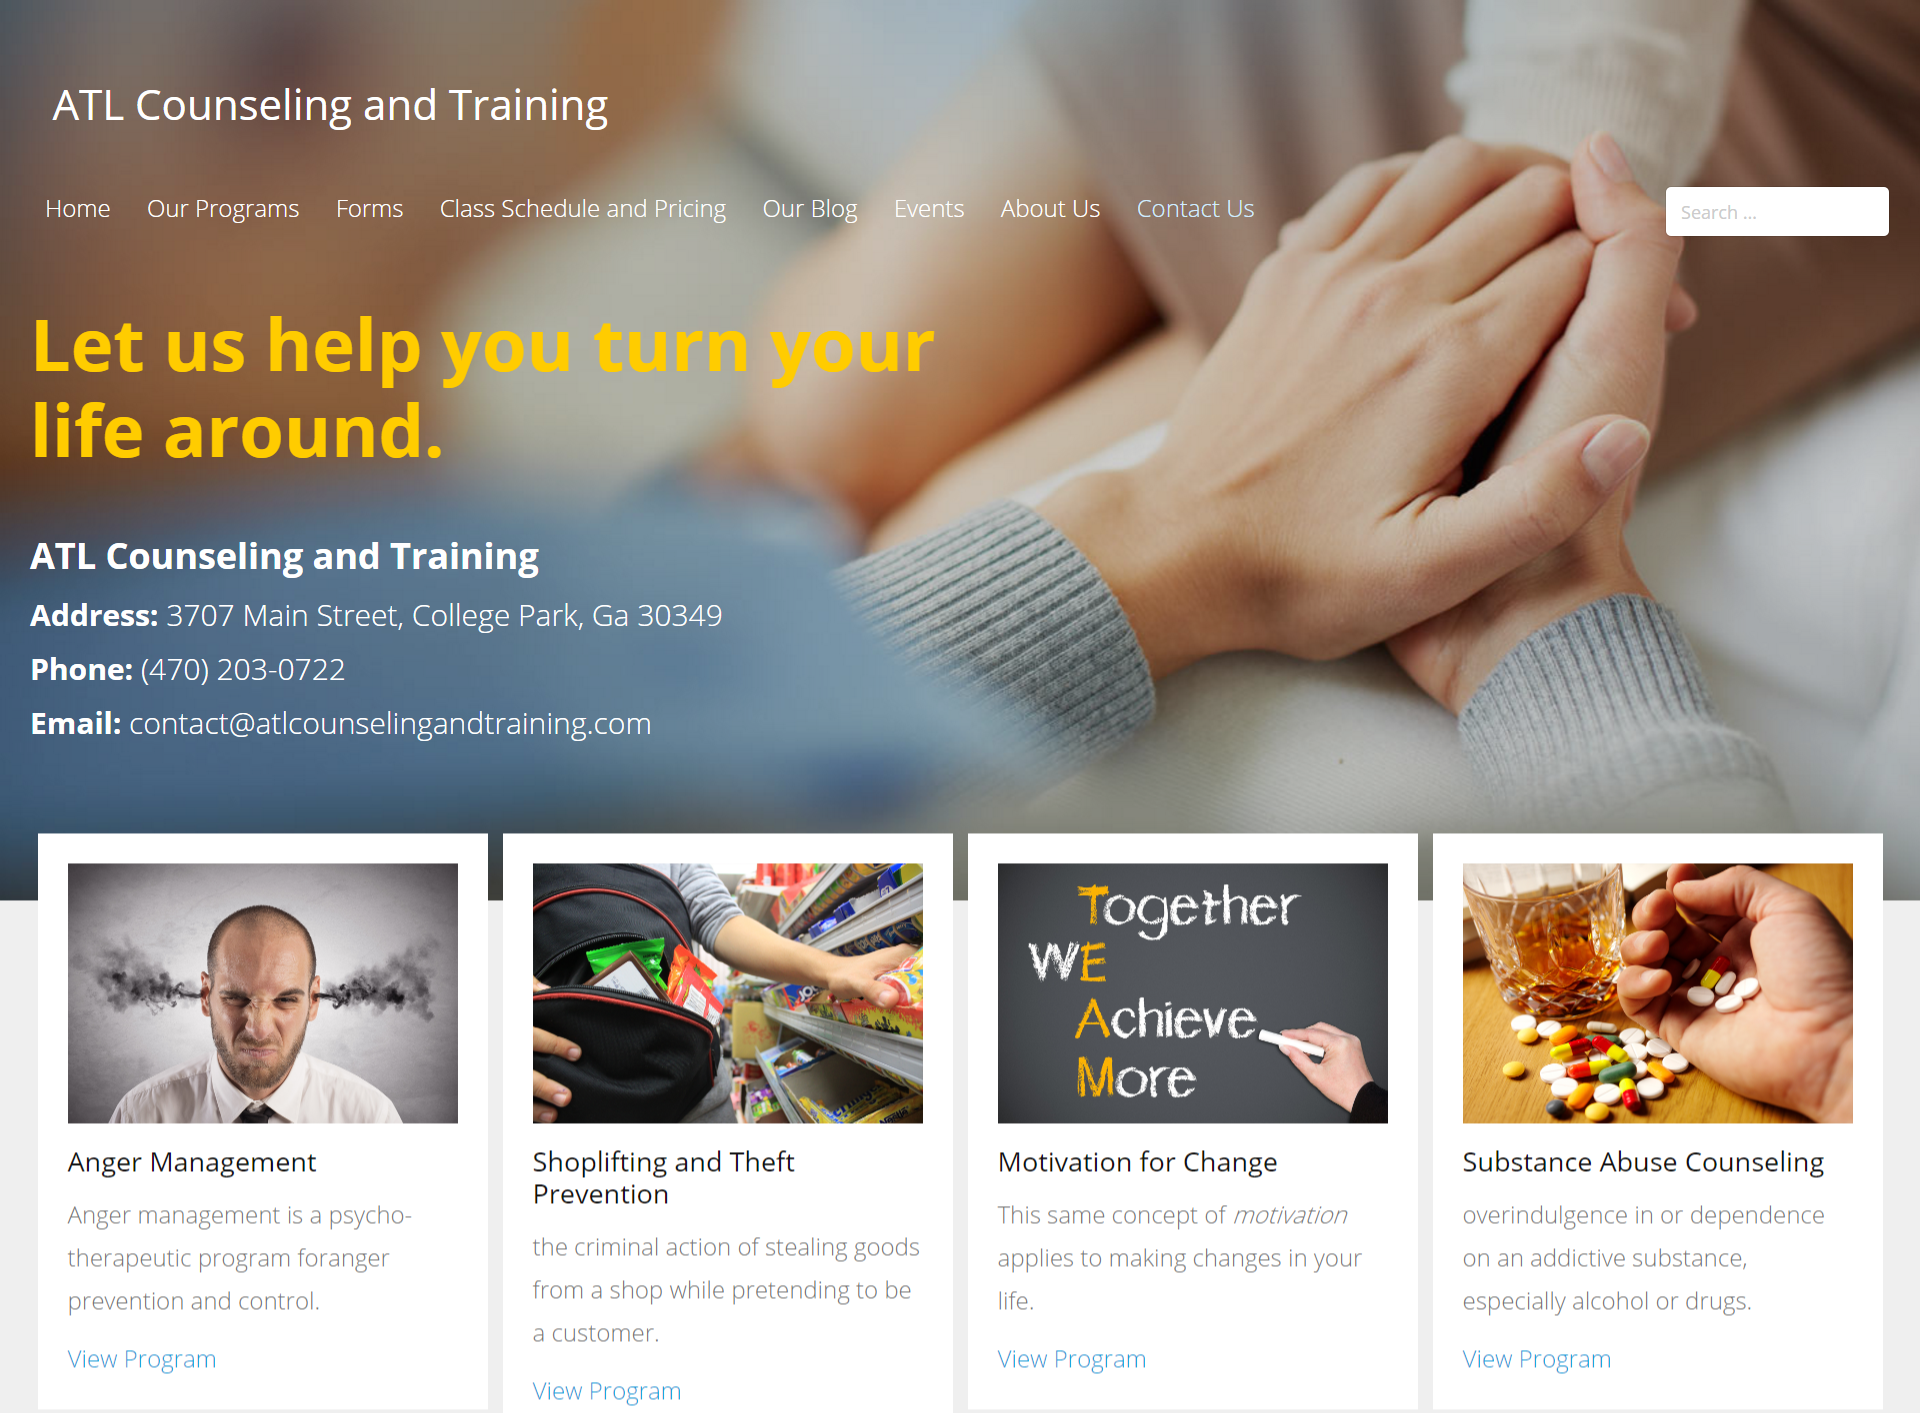 ATL Counseling and Training
Home Our Programs Forms Class Schedule and Pricing Our Blog Events About Us Contact Us
Search ...
Let us help you turn your
life around.
ATL Counseling and Training
Address: 3707 Main Street, College Park, Ga 30349
Phone: (470) 203-0722
Email: contact@atlcounselingandtraining.com
Together
WE
Achieve
More
Anger Management
Anger management is a psycho-
therapeutic program foranger
prevention and control.
View Program
Shoplifting and Theft
Prevention
the criminal action of stealing goods
from a shop while pretending to be
a customer.
View Program
Motivation for Change
This same concept of motivation
applies to making changes in your
life.
View Program
Substance Abuse Counseling
overindulgence in or dependence
on an addictive substance,
especially alcohol or drugs.
View Program